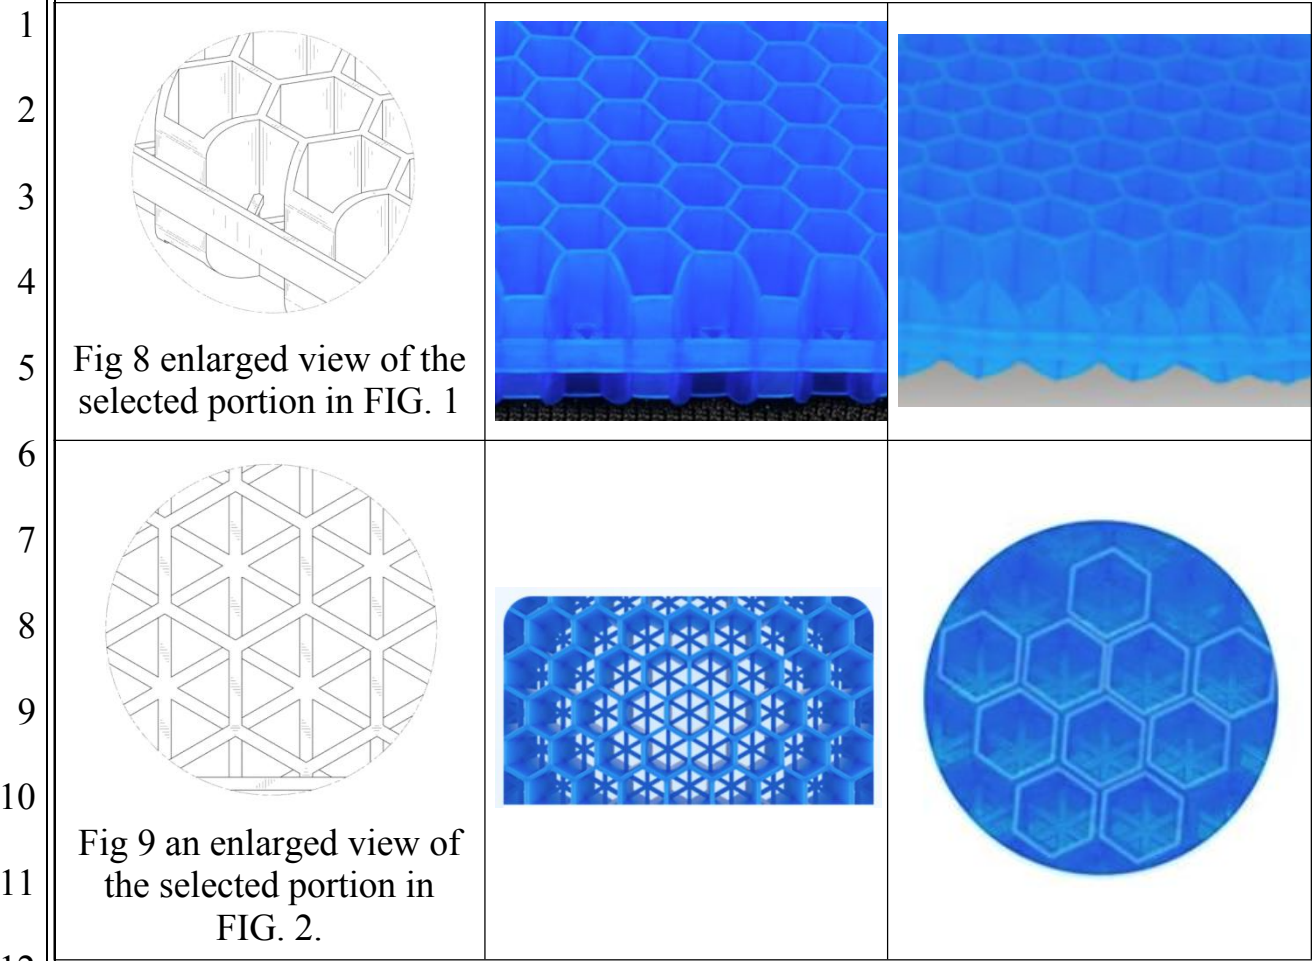 1
2
3
4
Fig 8 enlarged view of the
5
selected portion in FIG. 1
6
7
8
9
10
Fig 9 an enlarged view of
11
the selected portion in
FIG. 2.
12